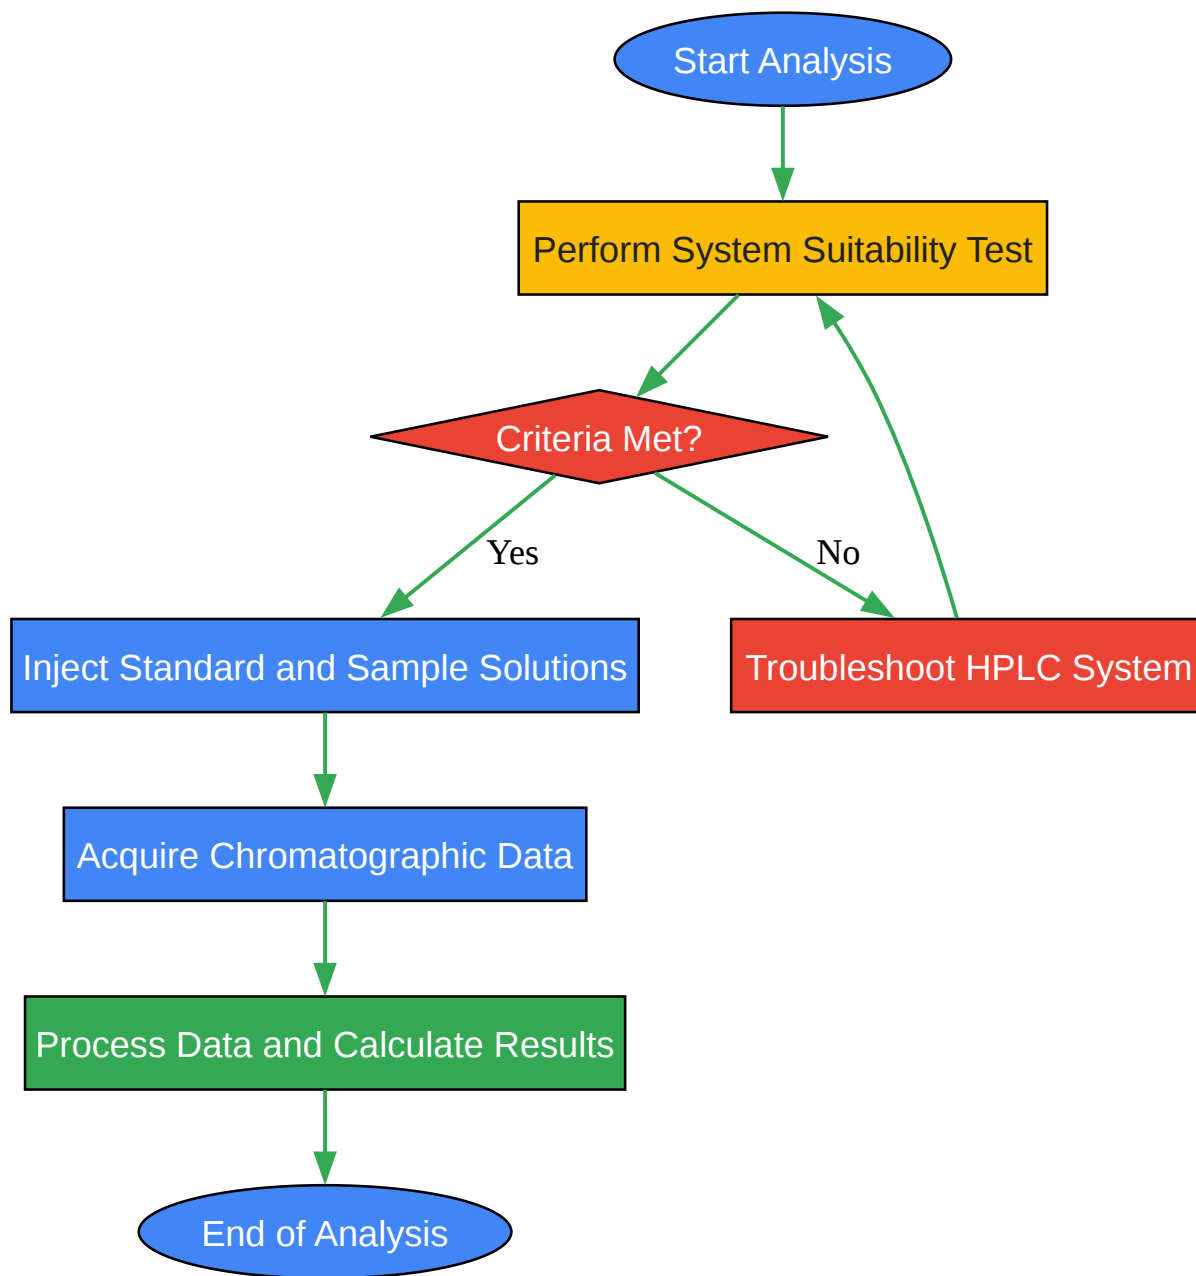 Start Analysis
Perform System Suitability Test
Criteria Met?
Yes
No
Inject Standard and Sample Solutions
Troubleshoot HPLC System
Acquire Chromatographic Data
Process Data and Calculate Results
End of Analysis